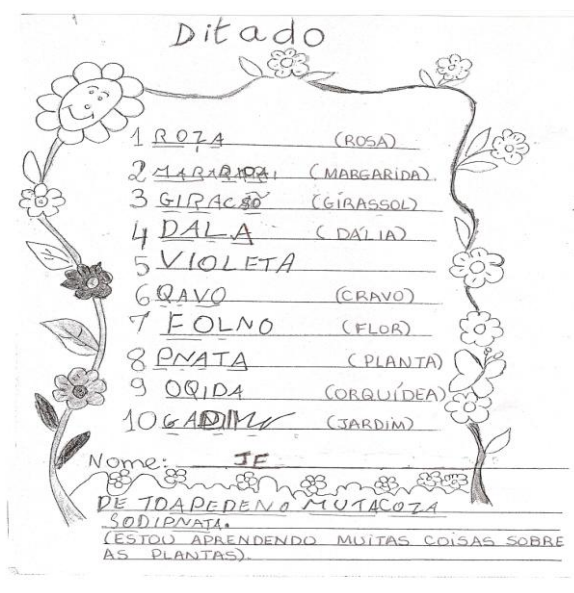 Ditado
1 ROZA (ROSA)
2 (MARGARIDA)
3 GIRACSÓ (GIRASSOL)
4 DALA (DÁLIA)
5 VIOLETA
6 QAVO (CRAVO)
7 FOLNO (FLOR)
8 PNATA (PLANTA)
9 OQIDA (ORQUÍDEA)
10 GADIM (JARDIM)
Nome: JE
DE TOAPEDENO MUTACOZA
SODIPNATA.
(ESTOU APRENDENDO MUITAS COISAS SOBRE
AS PLANTAS).